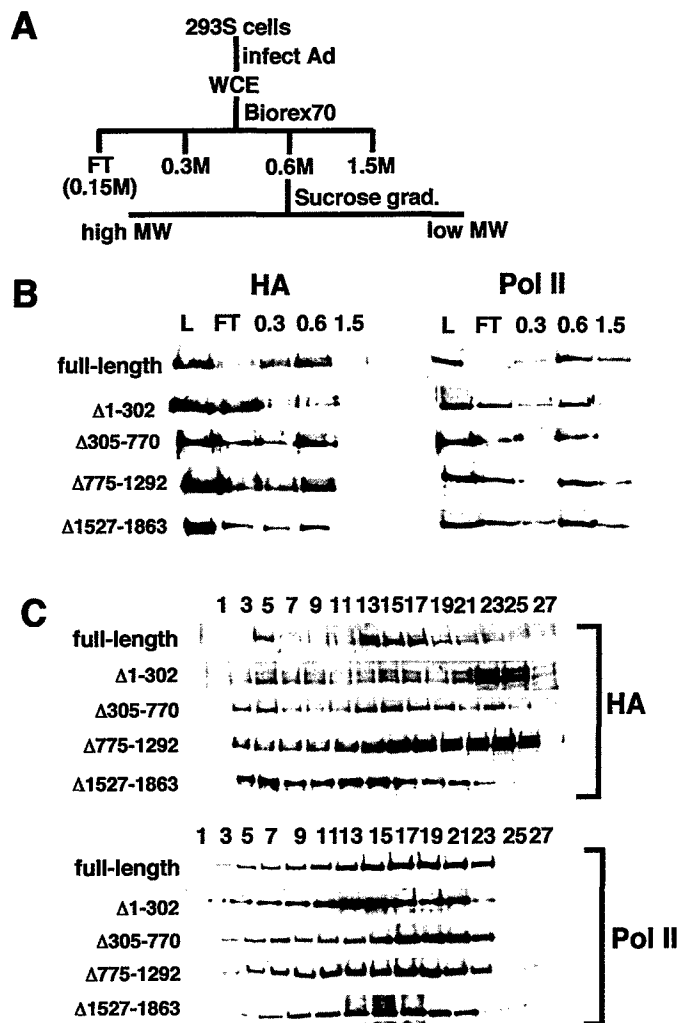 A
293S cells
infect Ad
WCE
Biorex70
FT 0.3M 0.6M 1.5M
(0.15M)
Sucrose grad.
high MW low MW
B
HA Pol II
L FT 0.3 0.6 1.5 L FT 0.3 0.6 1.5
full-length
Δ1-302
Δ305-770
Δ775-1292
Δ1527-1863
C
1 3 5 7 9 11 13 15 17 19 21 23 25 27
full-length
Δ1-302
Δ305-770
HA
Δ775-1292
Δ1527-1863
1 3 5 7 9 11 13 15 17 19 21 23 25 27
full-length
Δ1-302
Δ305-770
Pol II
Δ775-1292
Δ1527-1863